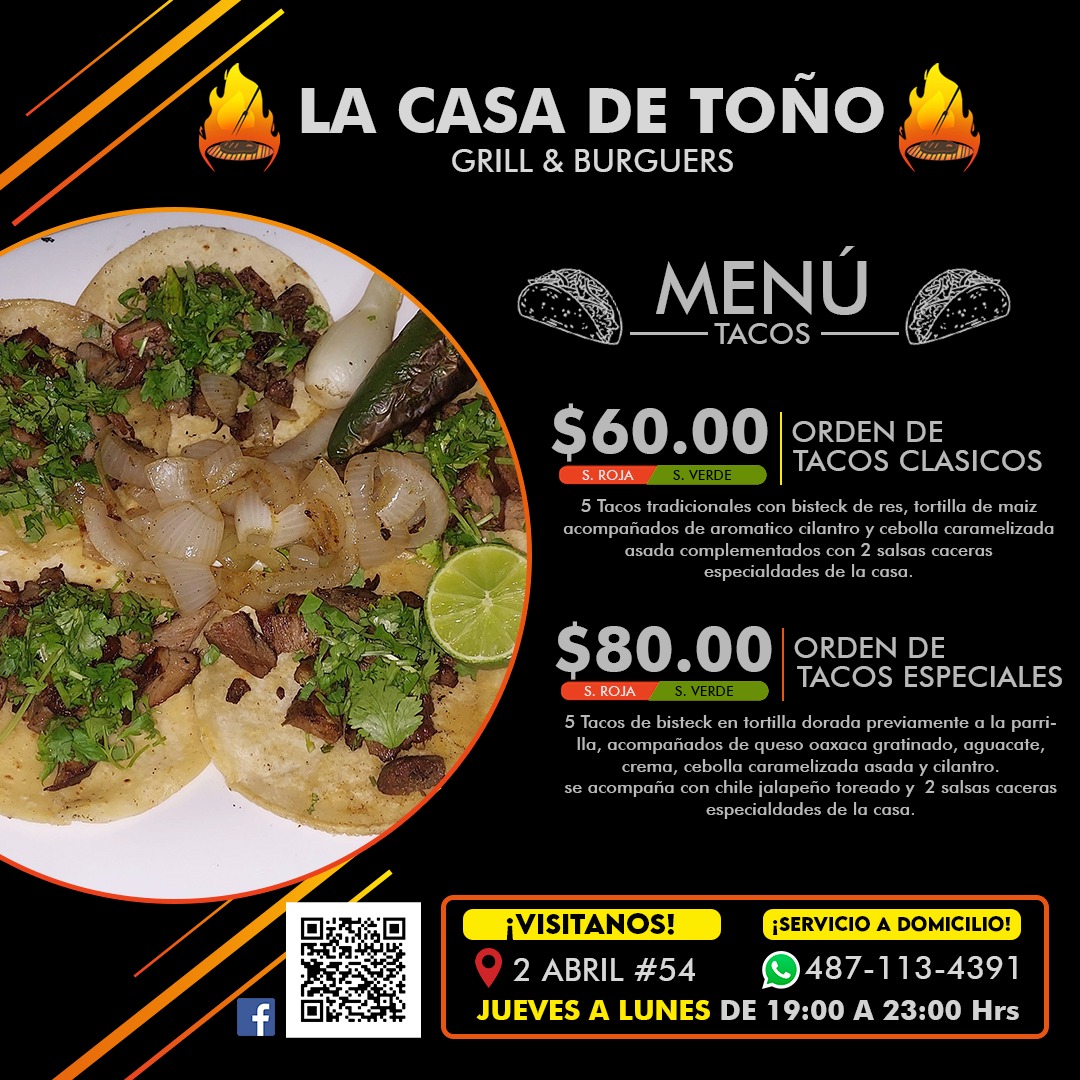 LA CASA DE TOÑO
GRILL & BURGUERS
MENÚ
TACOS
$60.00
S. ROJA S. VERDE
ORDEN DE
TACOS CLASICOS
5 Tacos tradicionales con bisteck de res, tortilla de maiz
acompañados de aromatico cilantro y cebolla caramelizada
asada complementados con 2 salsas caceras
especialdades de la casa.
$80.00
S. ROJA S. VERDE
ORDEN DE
TACOS ESPECIALES
5 Tacos de bisteck en tortilla dorada previamente a la parri-
lla, acompañados de queso oaxaca gratinado, aguacate,
crema, cebolla caramelizada asada y cilantro.
se acompaña con chile jalapeño toreado y 2 salsas caceras
especialdades de la casa.
¡VISITANOS!
2 ABRIL #54
¡SERVICIO A DOMICILIO!
487-113-4391
JUEVES A LUNES DE 19:00 A 23:00 Hrs
f